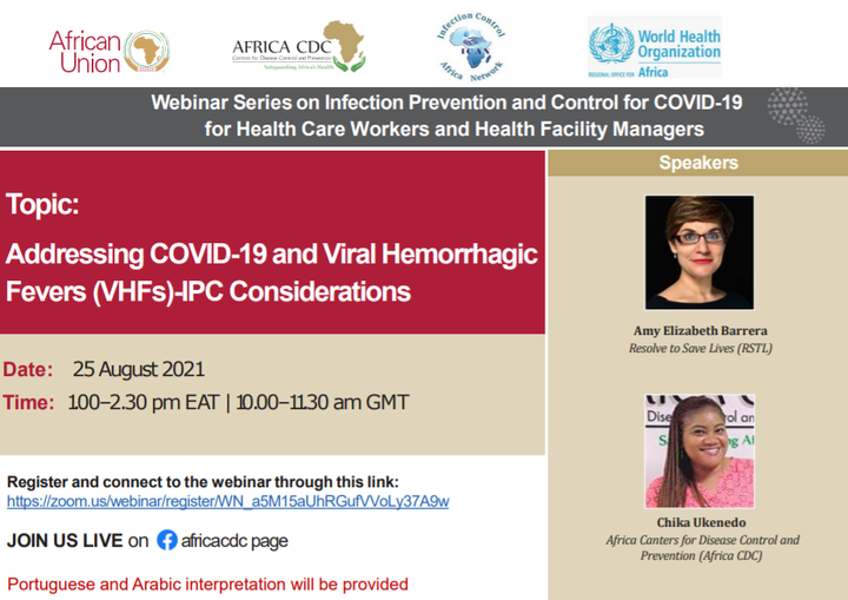 African
Union
AFRICA CDC
Centres for Disease Control and Prevention
Safeguarding Africa's Health
Infection Control
ICAN
Africa Network
World Health
Organization
REGIONAL OFFICE FOR Africa
Webinar Series on Infection Prevention and Control for COVID-19
for Health Care Workers and Health Facility Managers
Topic:
Addressing COVID-19 and Viral Hemorrhagic
Fevers (VHFs)-IPC Considerations
Date: 25 August 2021
Time: 1.00–2.30 pm EAT | 10.00–11.30 am GMT
Register and connect to the webinar through this link:
https://zoom.us/webinar/register/WN_a5M15aUhRGufVVoLy37A9w
JOIN US LIVE on africacdc page
Portuguese and Arabic interpretation will be provided
Speakers
Amy Elizabeth Barrera
Resolve to Save Lives (RSTL)
Chika Ukenedo
Africa Canters for Disease Control and
Prevention (Africa CDC)